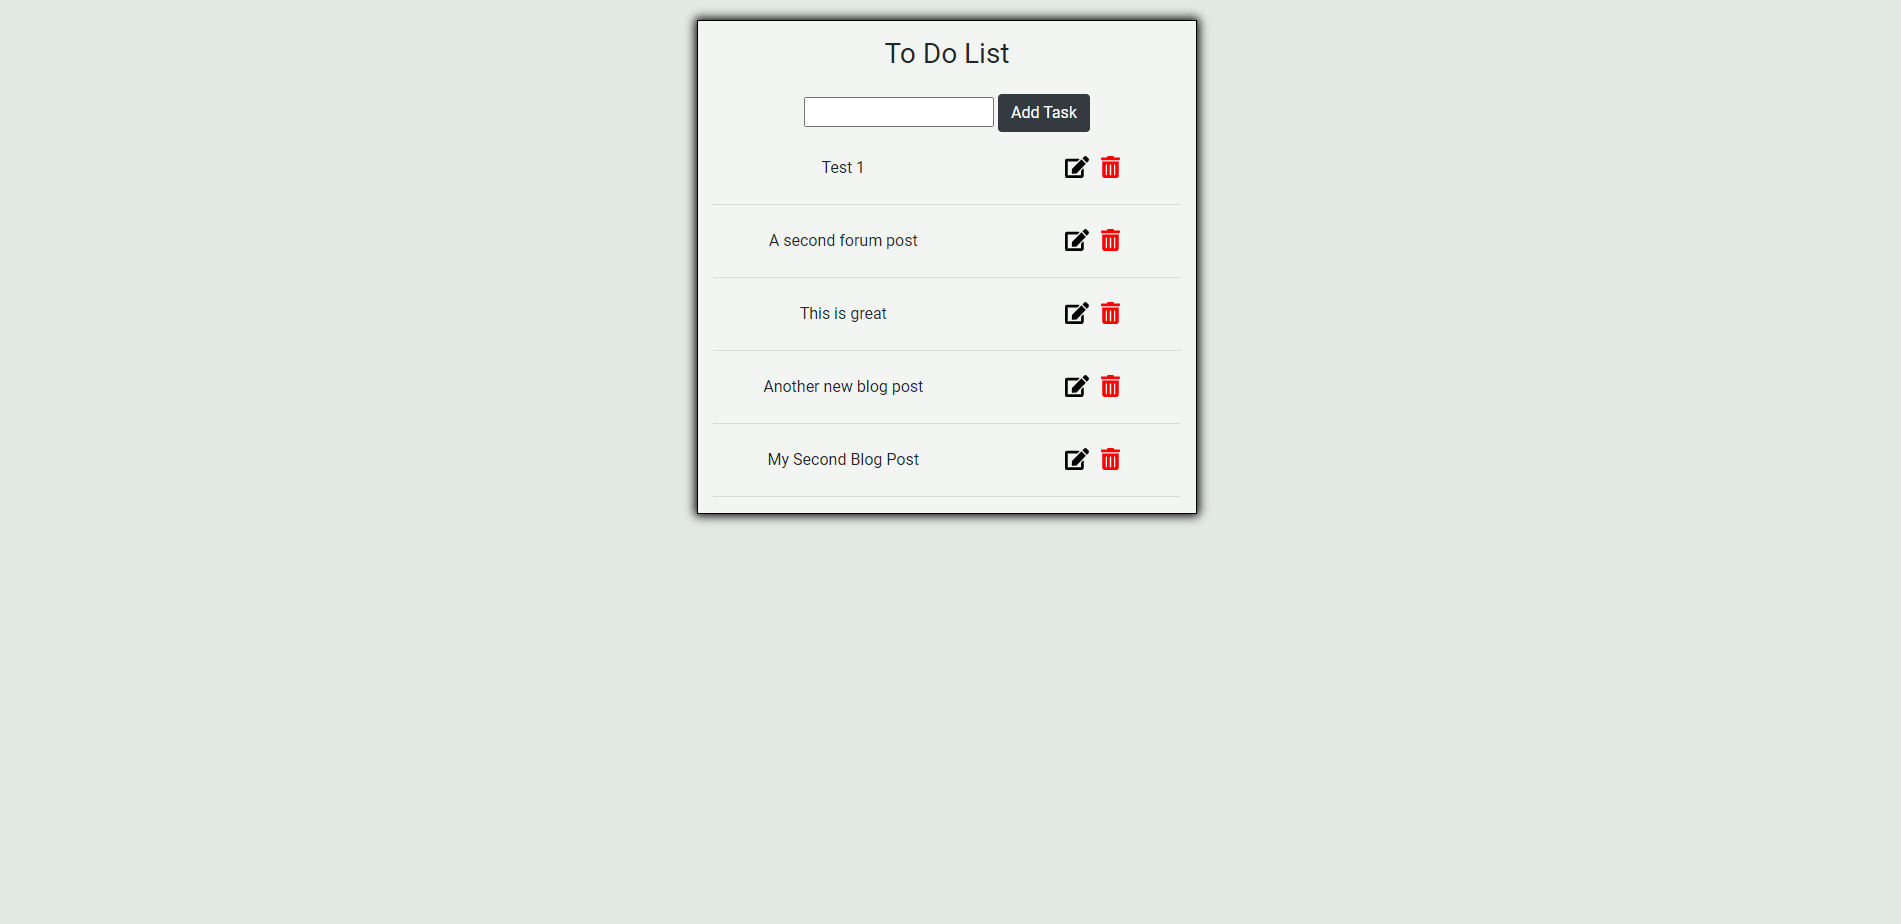 To Do List
Add Task
Test 1
A second forum post
This is great
Another new blog post
My Second Blog Post